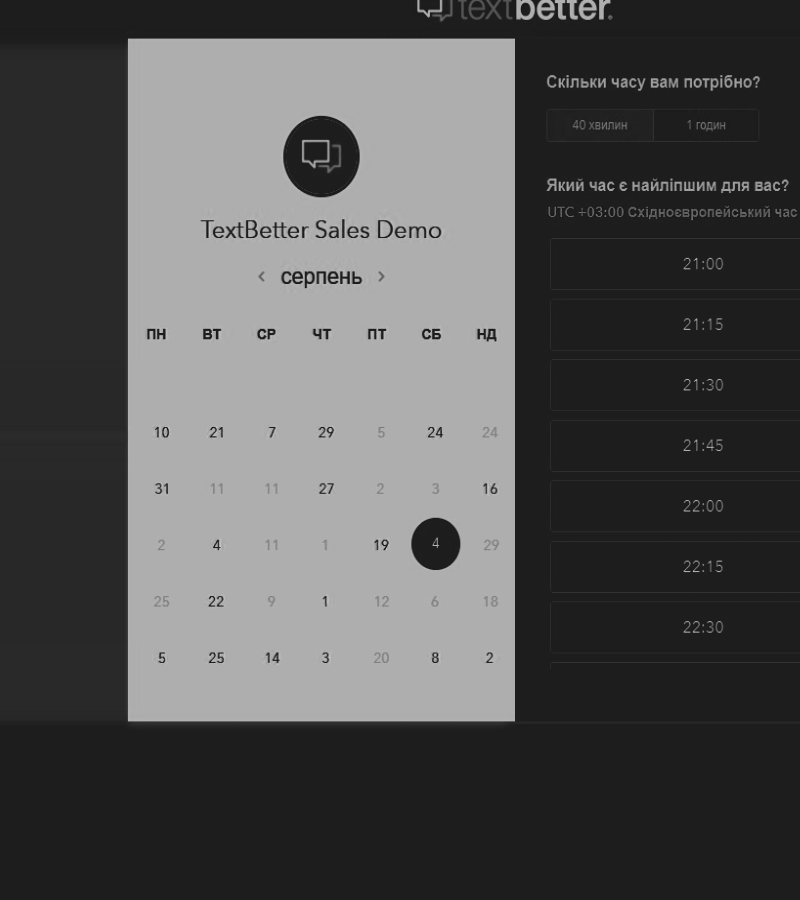 textbetter.
TextBetter Sales Demo
< серпень >
ПН ВТ СР ЧТ ПТ СБ НД
10 21 7 29 5 24 24
31 11 11 27 2 3 16
2 4 11 1 19 4 29
25 22 9 1 12 6 18
5 25 14 3 20 8 2
Скільки часу вам потрібно?
40 хвилин 1 годин
Який час є найліпшим для вас?
UTC +03:00 Східноєвропейський час
21:00
21:15
21:30
21:45
22:00
22:15
22:30